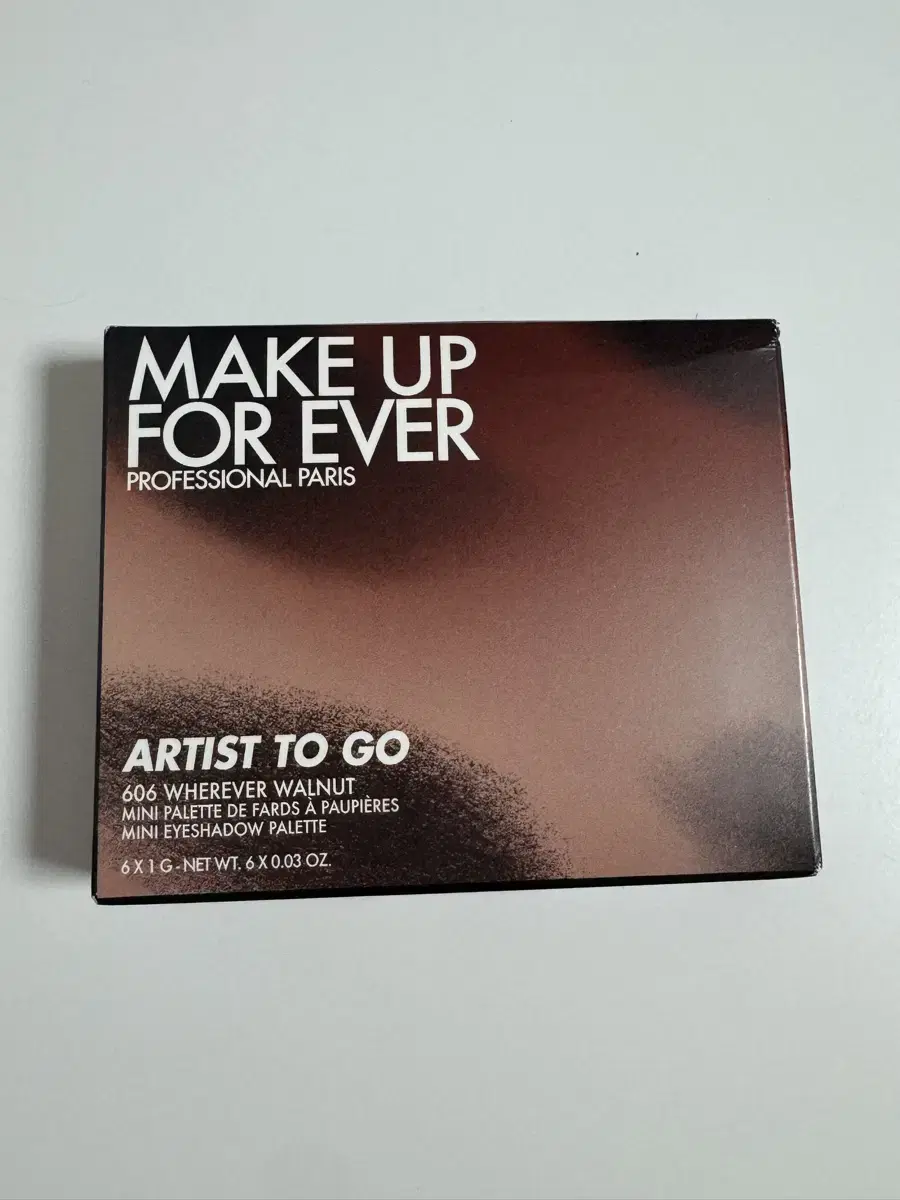 MAKE UP
FOR EVER
PROFESSIONAL PARIS
ARTIST TO GO
606 WHEREVER WALNUT
MINI PALETTE DE FARDS À PAUPIÈRES
MINI EYESHADOW PALETTE
6 X 1 G - NET WT. 6 X 0.03 OZ.